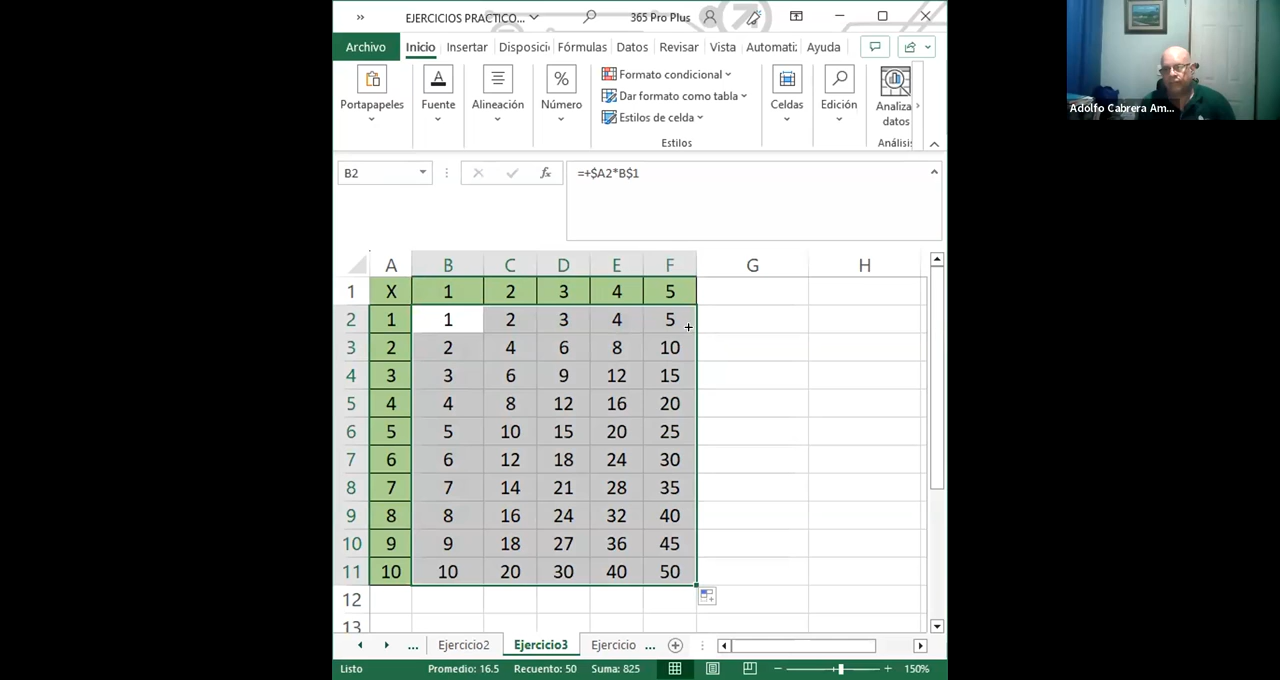 » EJERCICIOS PRACTICO... 365 Pro Plus
Archivo Inicio Insertar Disposici Fórmulas Datos Revisar Vista Automati: Ayuda
Portapapeles Fuente Alineación % Número
Formato condicional
Dar formato como tabla
Estilos de celda
Estilos
Celdas Edición Analiza
datos
Análisi
B2 fx =+$A2*B$1
A B C D E F G H
1 X 1 2 3 4 5
2 1 1 2 3 4 5
3 2 2 4 6 8 10
4 3 3 6 9 12 15
5 4 4 8 12 16 20
6 5 5 10 15 20 25
7 6 6 12 18 24 30
8 7 7 14 21 28 35
9 8 8 16 24 32 40
10 9 9 18 27 36 45
11 10 10 20 30 40 50
12
13
... Ejercicio2 Ejercicio3 Ejercicio ...
Listo Promedio: 16.5 Recuento: 50 Suma: 825 150%
Adolfo Cabrera Am...